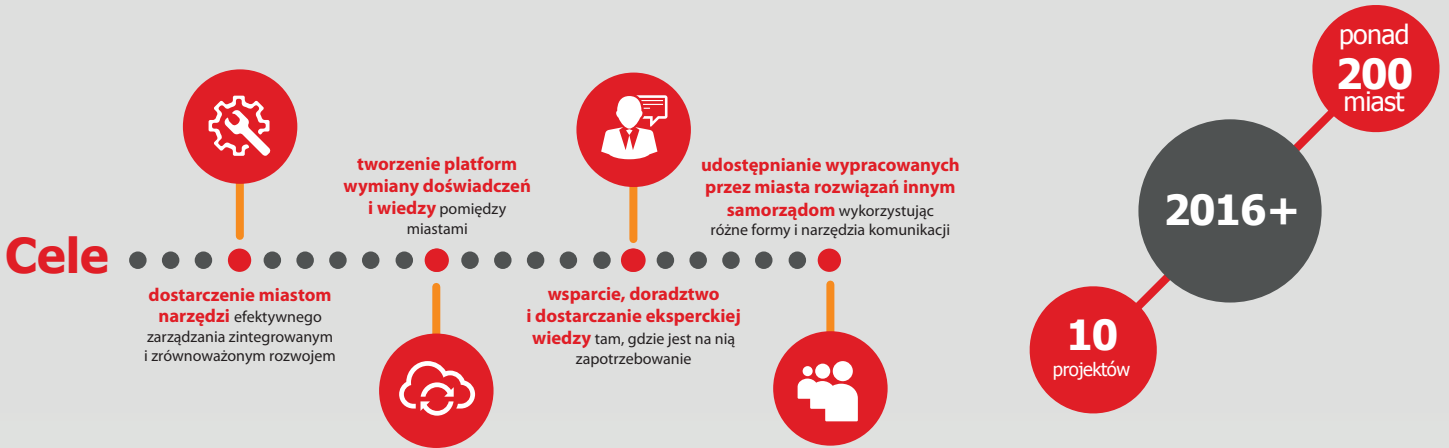 Cele
dostarczenie miastom
narzędzi efektywnego
zarządzania zintegrowanym
i zrównoważonym rozwojem
tworzenie platform
wymiany doświadczeń
i wiedzy pomiędzy
miastami
wsparcie, doradztwo
i dostarczanie eksperckiej
wiedzy tam, gdzie jest na nią
zapotrzebowanie
udostępnianie wypracowanych
przez miasta rozwiązań innym
samorządom wykorzystując
różne formy i narzędzia komunikacji
ponad
200
miast
2016+
10
projektów